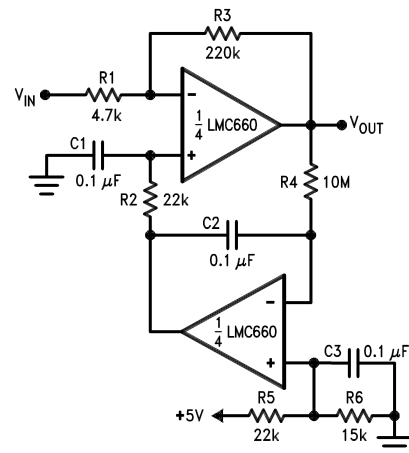 R3
220k
R1
V_IN
4.7k
−
1/4 LMC660
+
V_OUT
C1
0.1 µF
R2
22k
R4
10M
C2
0.1 µF
−
1/4 LMC660
+
C3
0.1 µF
+5V
R5
22k
R6
15k